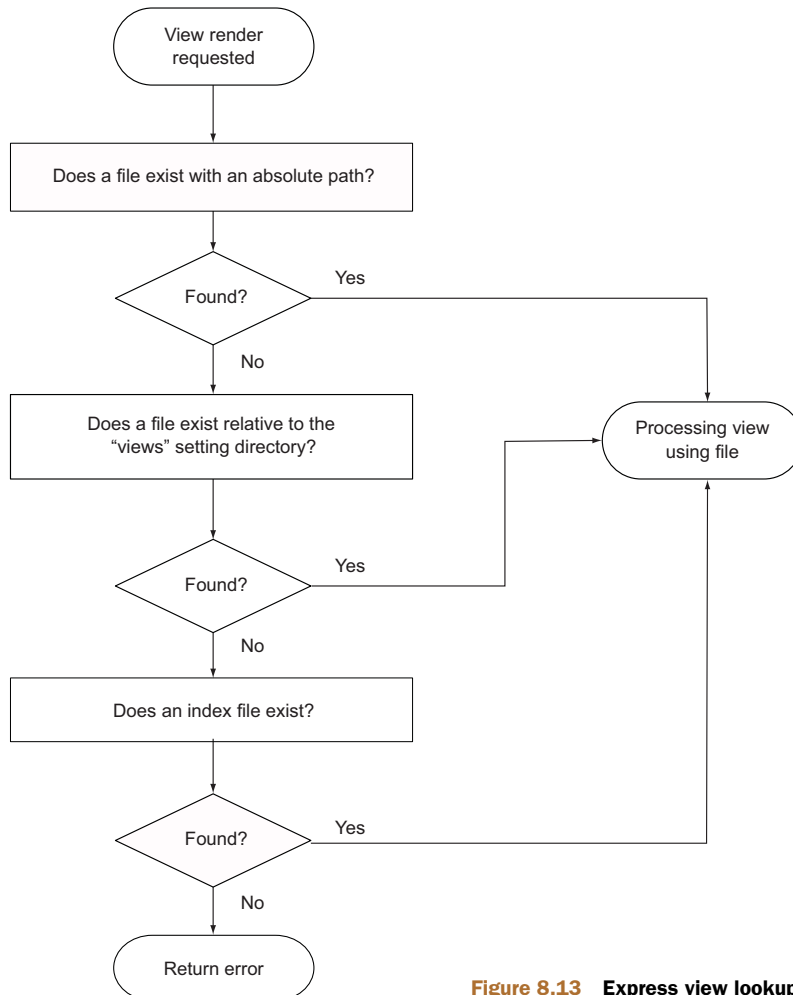 View render
requested
Does a file exist with an absolute path?
Found?
Yes
No
Does a file exist relative to the
“views” setting directory?
Processing view
using file
Found?
Yes
No
Does an index file exist?
Found?
Yes
No
Return error
Figure 8.13 Express view lookup